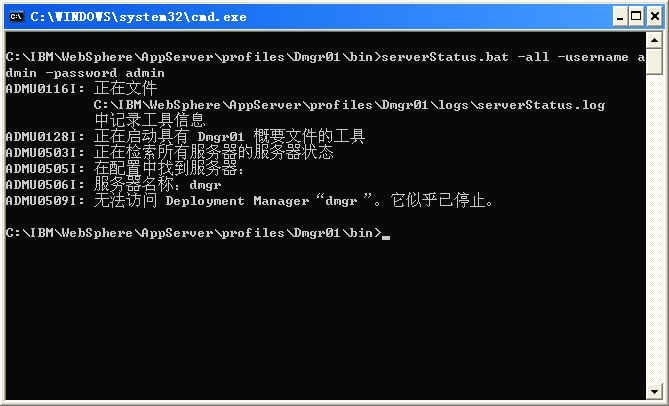 C:\WINDOWS\system32\cmd.exe
C:\IBM\WebSphere\AppServer\profiles\Dmgr01\bin>serverStatus.bat -all -username a
dmin -password admin
ADMU0116I: 正在文件
C:\IBM\WebSphere\AppServer\profiles\Dmgr01\logs\serverStatus.log
中记录工具信息
ADMU0128I: 正在启动具有 Dmgr01 概要文件的工具
ADMU0503I: 正在检索所有服务器的服务器状态
ADMU0505I: 在配置中找到服务器:
ADMU0506I: 服务器名称:dmgr
ADMU0509I: 无法访问 Deployment Manager“dmgr ”。它似乎已停止。
C:\IBM\WebSphere\AppServer\profiles\Dmgr01\bin>